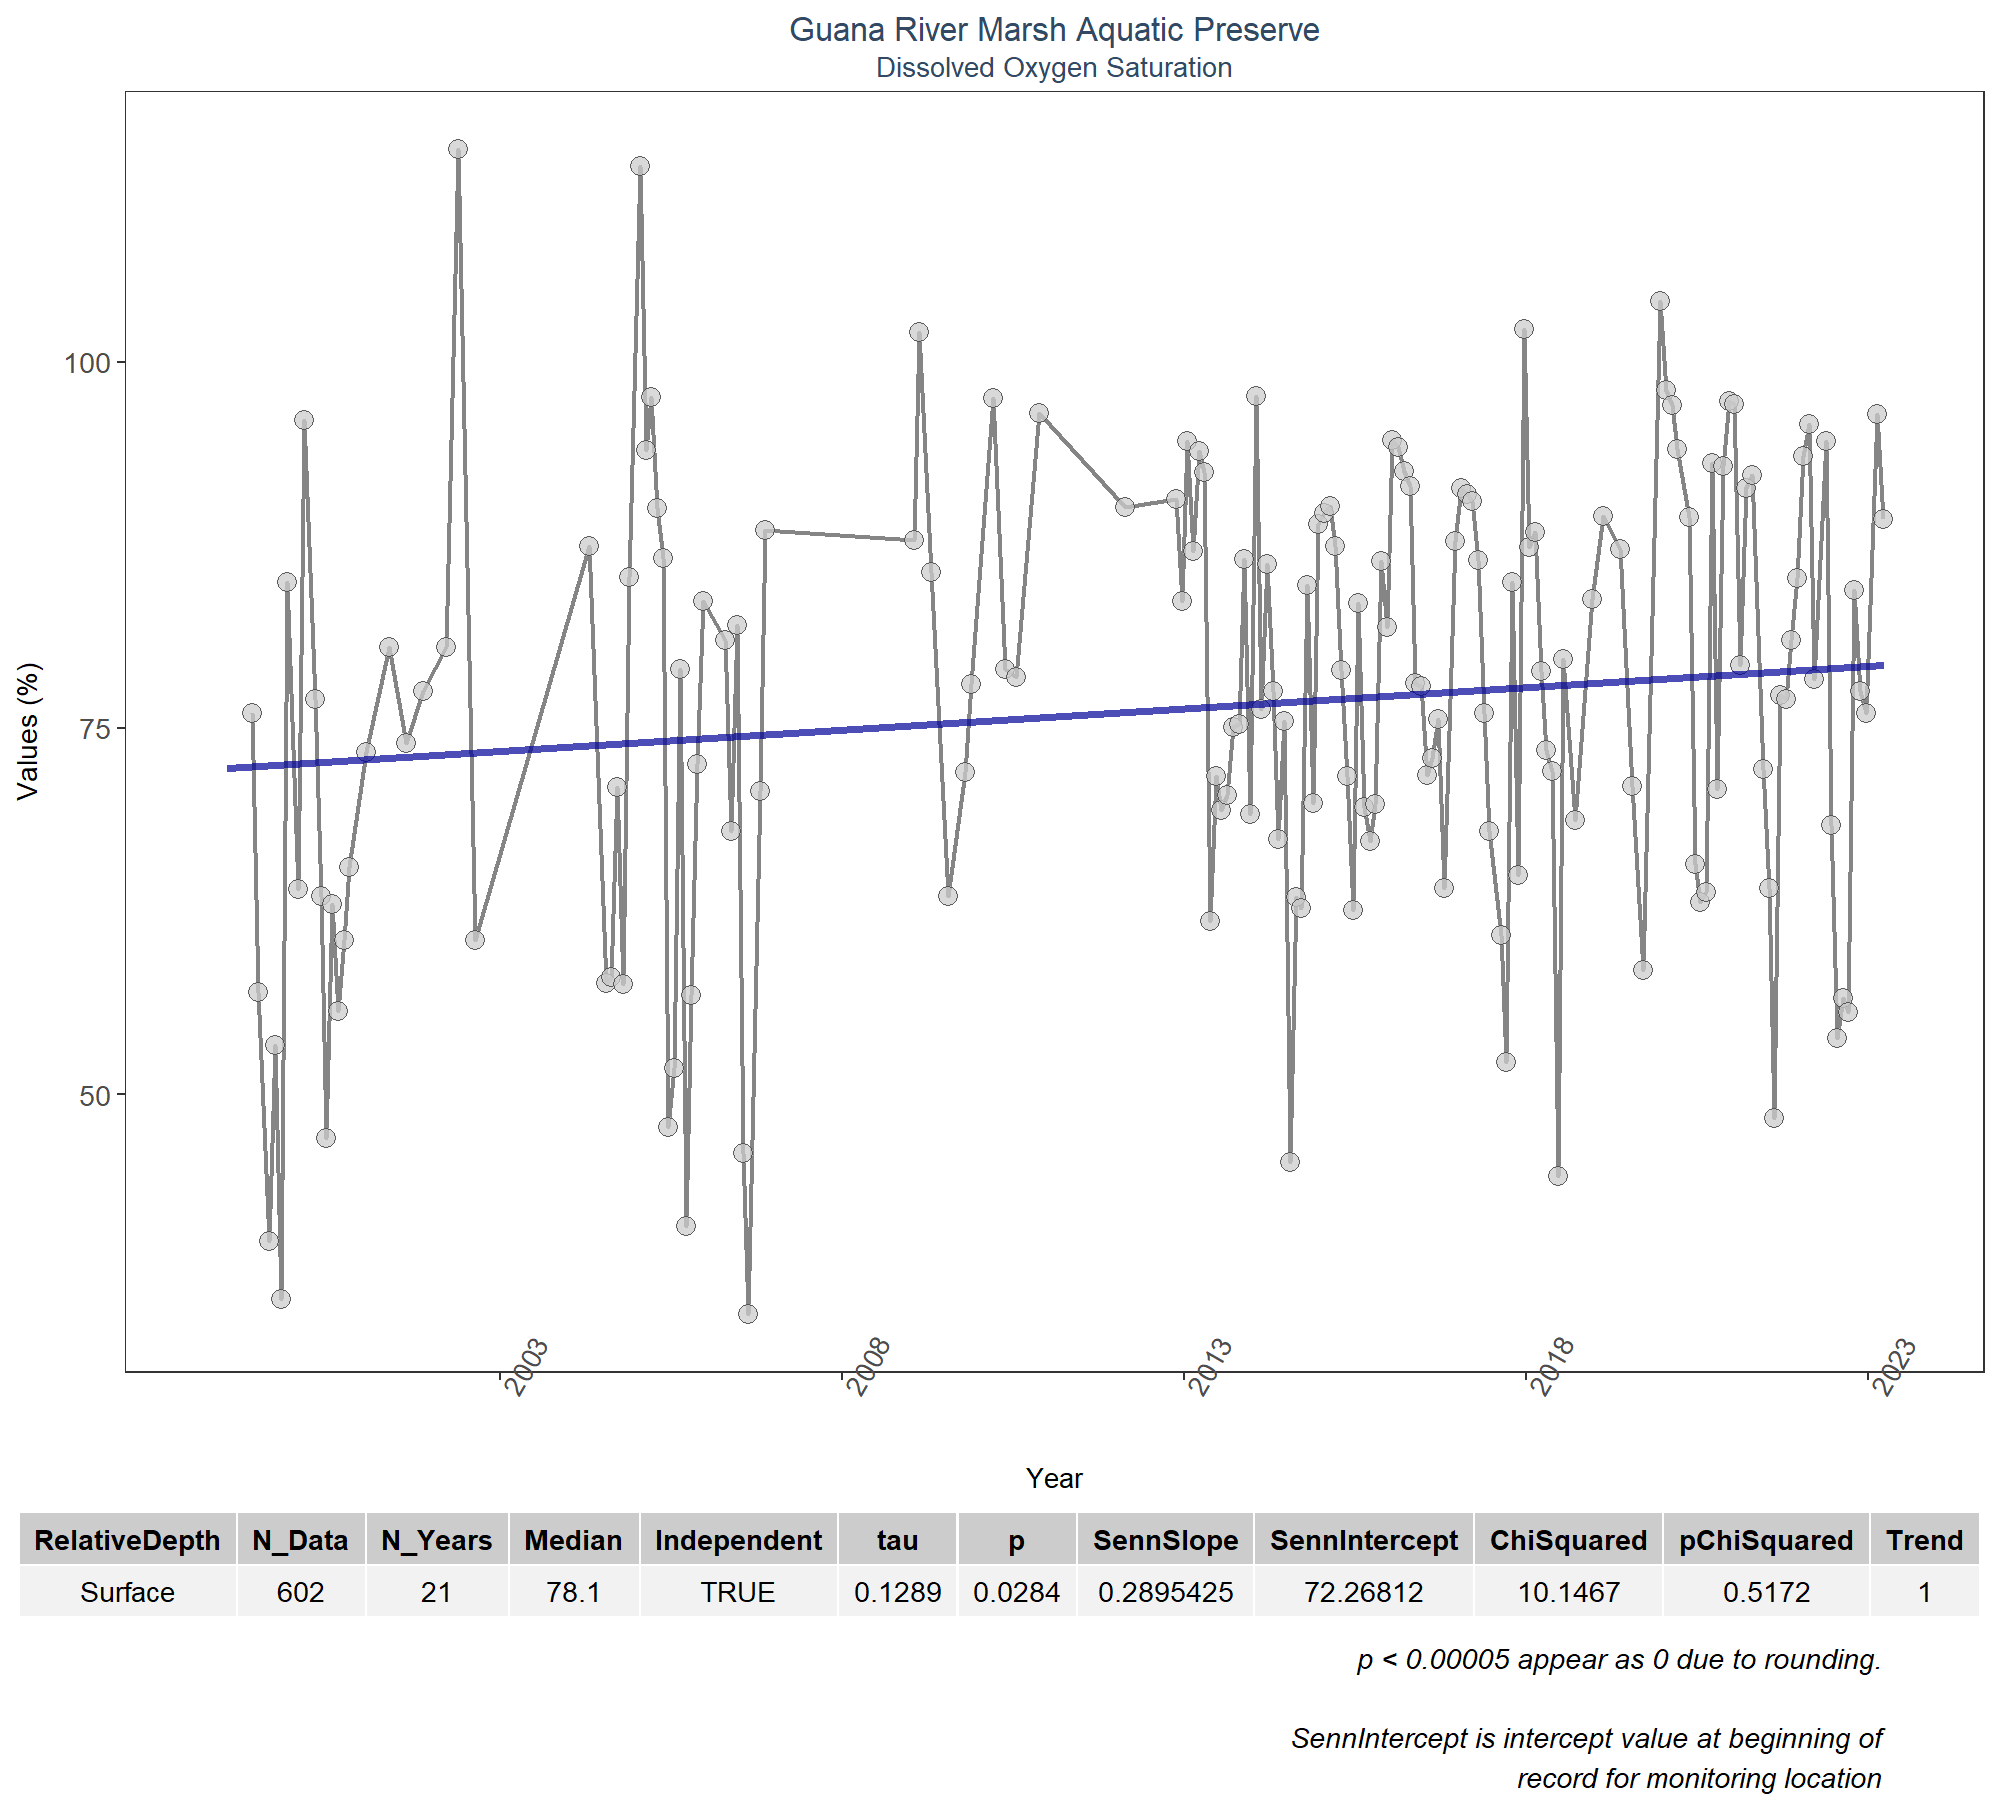 Guana River Marsh Aquatic Preserve
Dissolved Oxygen Saturation
Values (%)
100
75
50
2003
2008
2013
2018
2023
Year
RelativeDepth N_Data N_Years Median Independent tau p SennSlope SennIntercept ChiSquared pChiSquared Trend
Surface 602 21 78.1 TRUE 0.1289 0.0284 0.2895425 72.26812 10.1467 0.5172 1
p < 0.00005 appear as 0 due to rounding.
SennIntercept is intercept value at beginning of
record for monitoring location